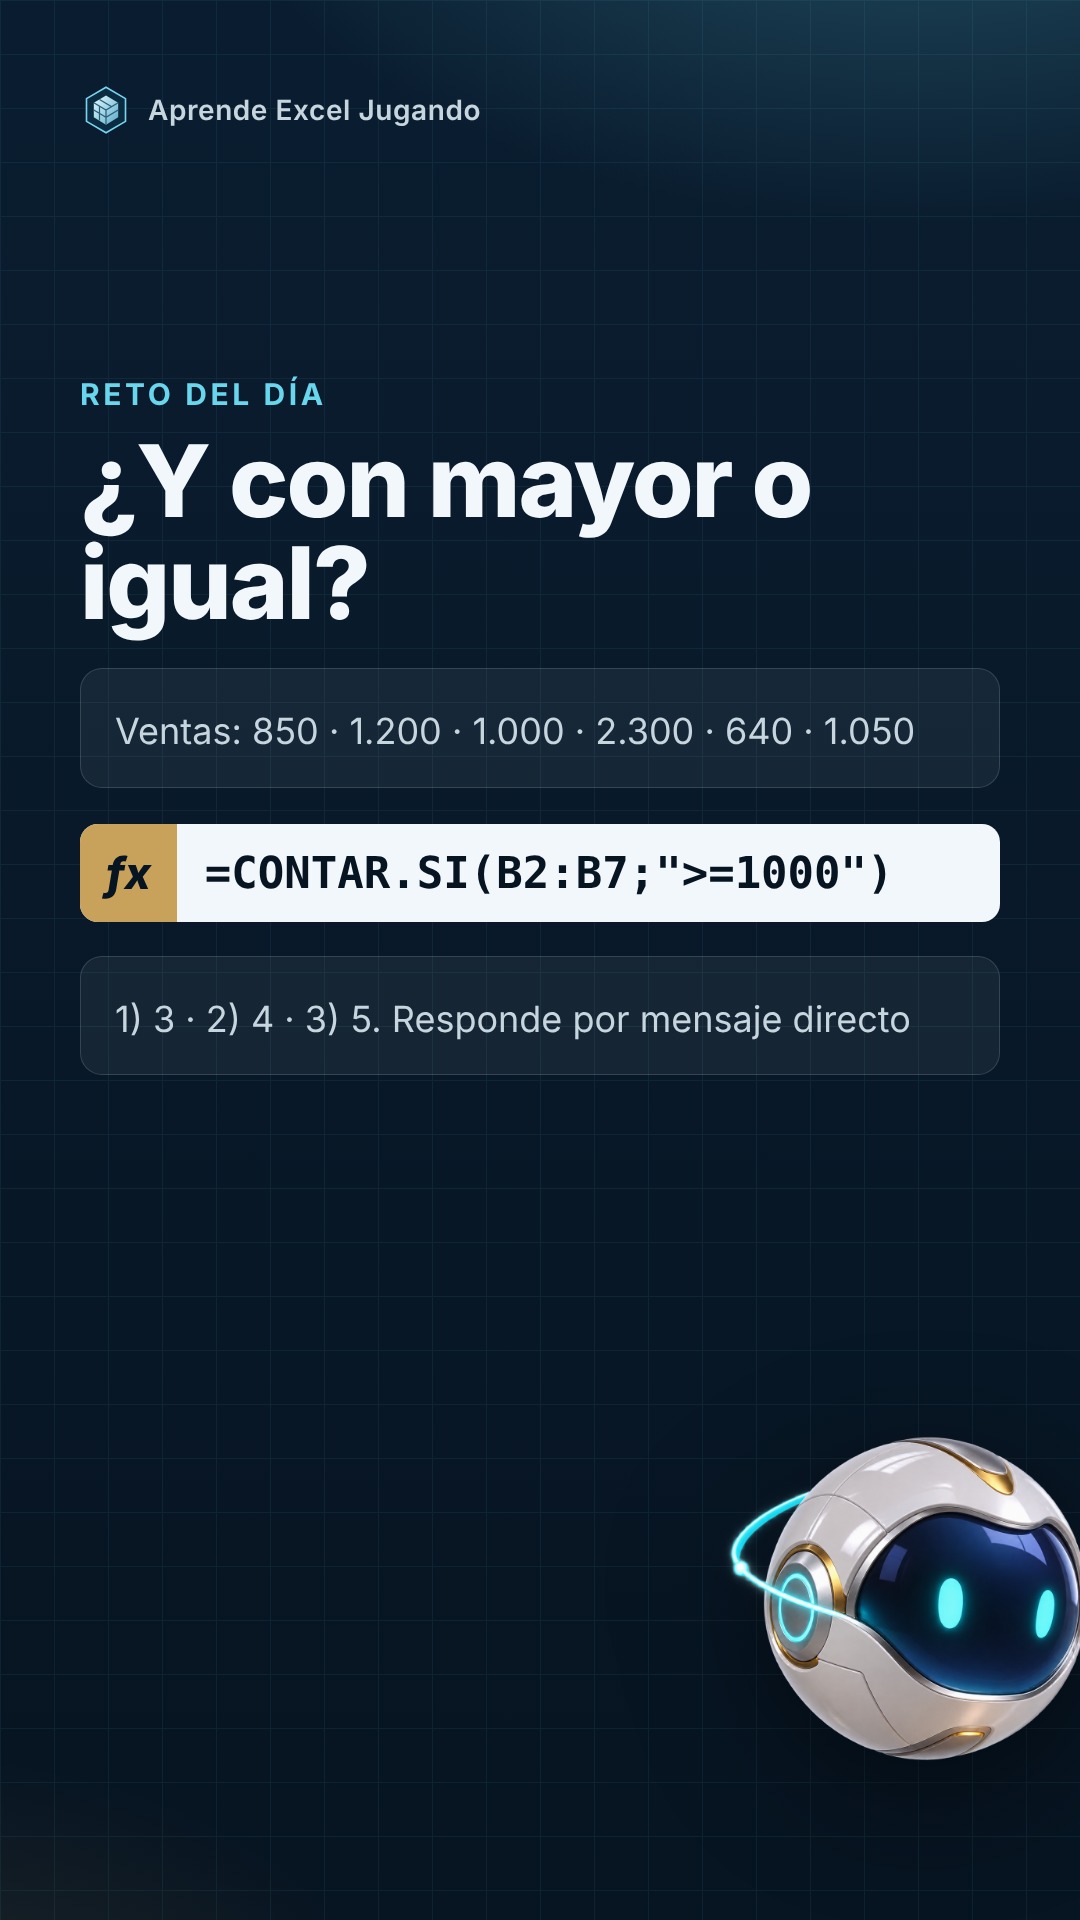 Aprende Excel Jugando
RETO DEL DÍA
¿Y con mayor o
igual?
Ventas: 850 · 1.200 · 1.000 · 2.300 · 640 · 1.050
fx =CONTAR.SI(B2:B7;">=1000")
1) 3 · 2) 4 · 3) 5. Responde por mensaje directo